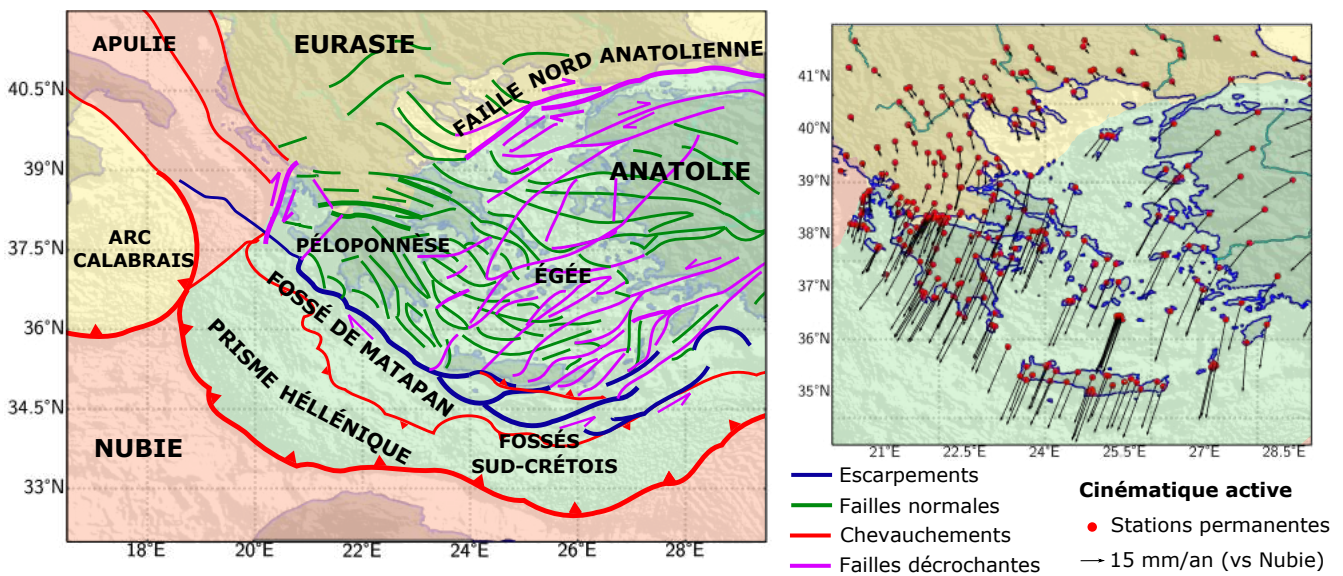 APULIE
EURASIE
FAILLE NORD ANATOLIENNE
ANATOLIE
ARC
CALABRAIS
PÉLOPONNÈSE
ÉGÉE
FOSSÉ DE MATAPAN
PRISME HÉLLÉNIQUE
NUBIE
FOSSÉS
SUD-CRÉTOIS
40.5°N
39°N
37.5°N
36°N
34.5°N
33°N
18°E
20°E
22°E
24°E
26°E
28°E
41°N
40°N
39°N
38°N
37°N
36°N
35°N
21°E
22.5°E
24°E
25.5°E
27°E
28.5°E
Escarpements
Failles normales
Chevauchements
Failles décrochantes
Cinématique active
Stations permanentes
15 mm/an (vs Nubie)